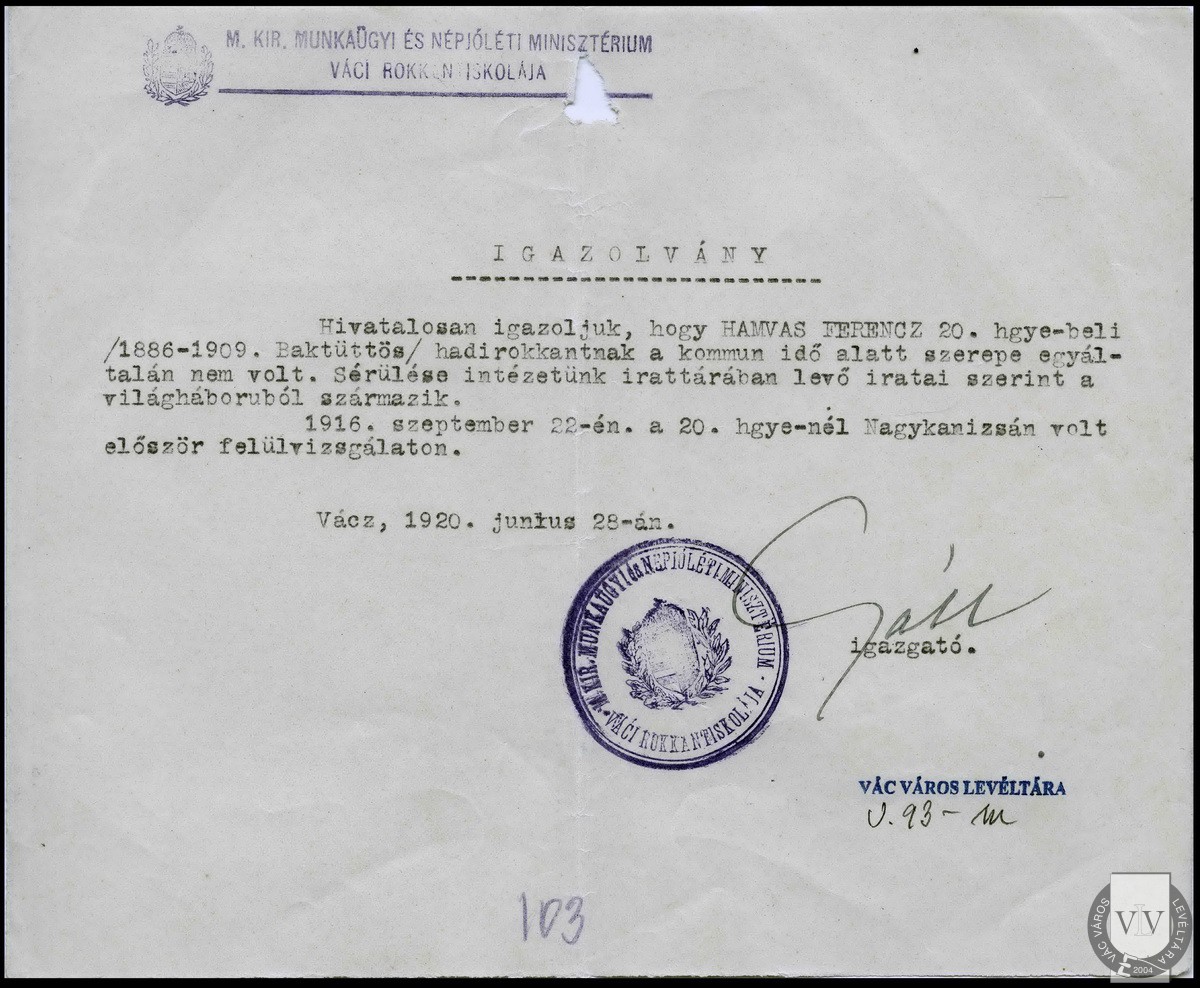 M. KIR. MUNKAÜGYI ÉS NÉPJÓLÉTI MINISZTÉRIUM
VÁCI ROKKANTISKOLÁJA
IGAZOLVÁNY
Hivatalosan igazoljuk, hogy HAMVAS FERENCZ 20. hgye-beli
/1886-1909. Baktüttös/ hadirokkantnak a kommun idő alatt szerepe egyál-
talán nem volt. Sérülése intézetünk irattárában levő iratai szerint a
világháboruból származik.
1916. szeptember 22-én. a 20. hgye-nél Nagykanizsán volt
először felülvizsgálaton.
Vácz, 1920. junius 28-án.
M. KIR. MUNKAÜGYI és NÉPJÓLÉTI MINISZTÉRIUM
VÁCI ROKKANTISKOLÁJA
igazgató.
VÁC VÁROS LEVÉLTÁRA
V. 93-
103
VÁC VÁROS LEVÉLTÁRA
VLV
2004